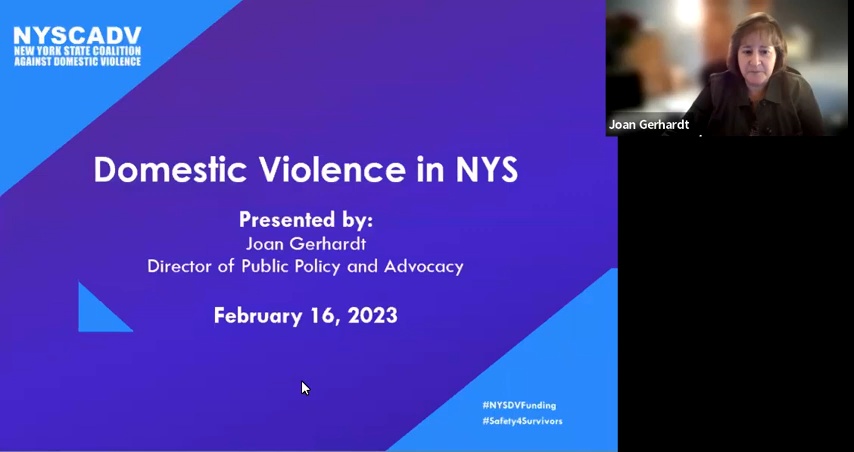 NYSCADV
NEW YORK STATE COALITION
AGAINST DOMESTIC VIOLENCE
Joan Gerhardt
Domestic Violence in NYS
Presented by:
Joan Gerhardt
Director of Public Policy and Advocacy
February 16, 2023
#NYSDVFunding
#Safety4Survivors